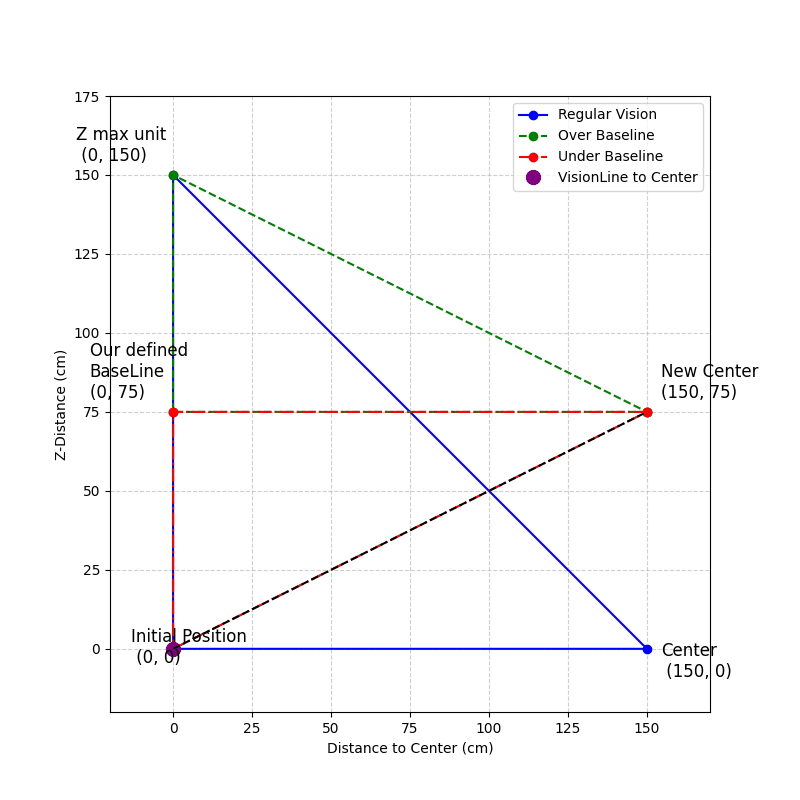 175
Z max unit
(0, 150)
150
125
100
Our defined
BaseLine
(0, 75)
75
50
25
Initial Position
(0, 0)
0
New Center
(150, 75)
Center
(150, 0)
Regular Vision
Over Baseline
Under Baseline
VisionLine to Center
Z-Distance (cm)
0 25 50 75 100 125 150
Distance to Center (cm)